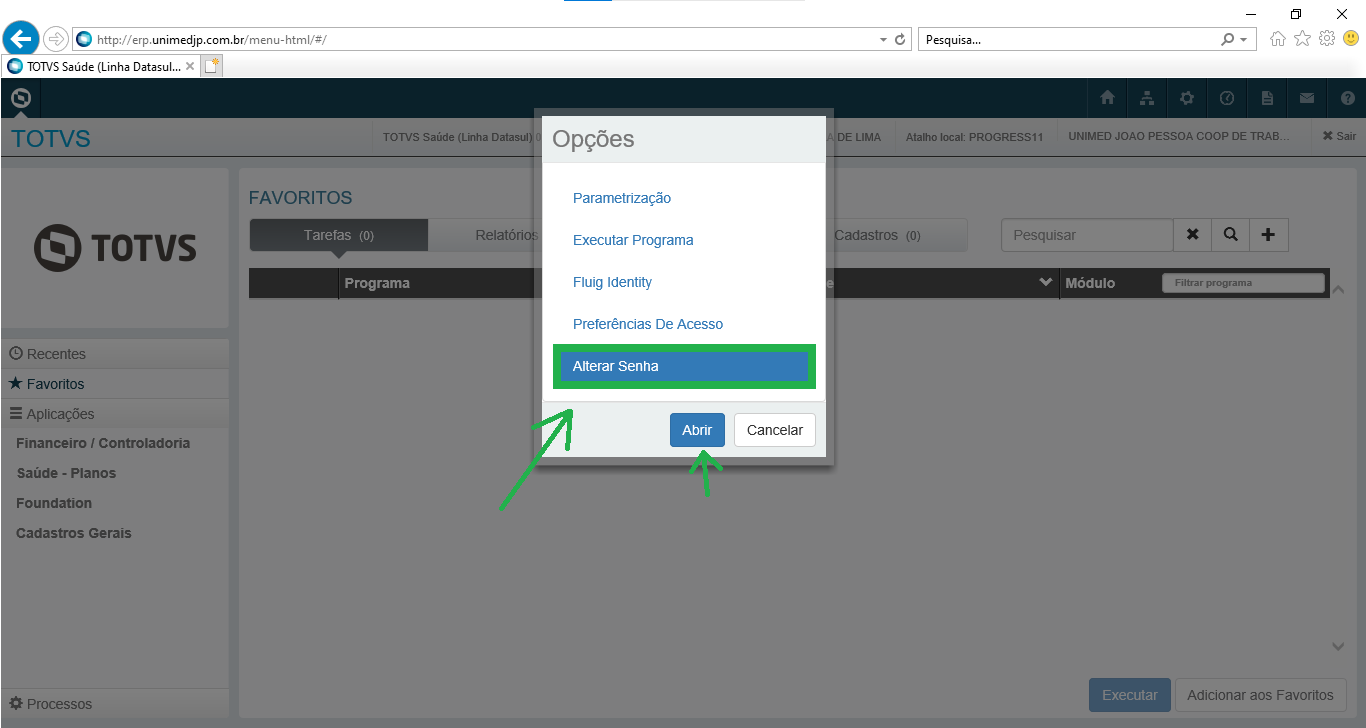 http://erp.unimedjp.com.br/menu-html/#/
Pesquisa...
TOTVS Saúde (Linha Datasul...
TOTVS
TOTVS Saúde (Linha Datasul)
DE LIMA
Atalho local: PROGRESS11
UNIMED JOAO PESSOA COOP DE TRAB...
Sair
Opções
Parametrização
Executar Programa
Fluig Identity
Preferências De Acesso
Alterar Senha
Abrir
Cancelar
TOTVS
FAVORITOS
Tarefas (0)
Relatórios
Cadastros (0)
Pesquisar
Programa
Módulo
Filtrar programa
Recentes
Favoritos
Aplicações
Financeiro / Controladoria
Saúde - Planos
Foundation
Cadastros Gerais
Processos
Executar
Adicionar aos Favoritos